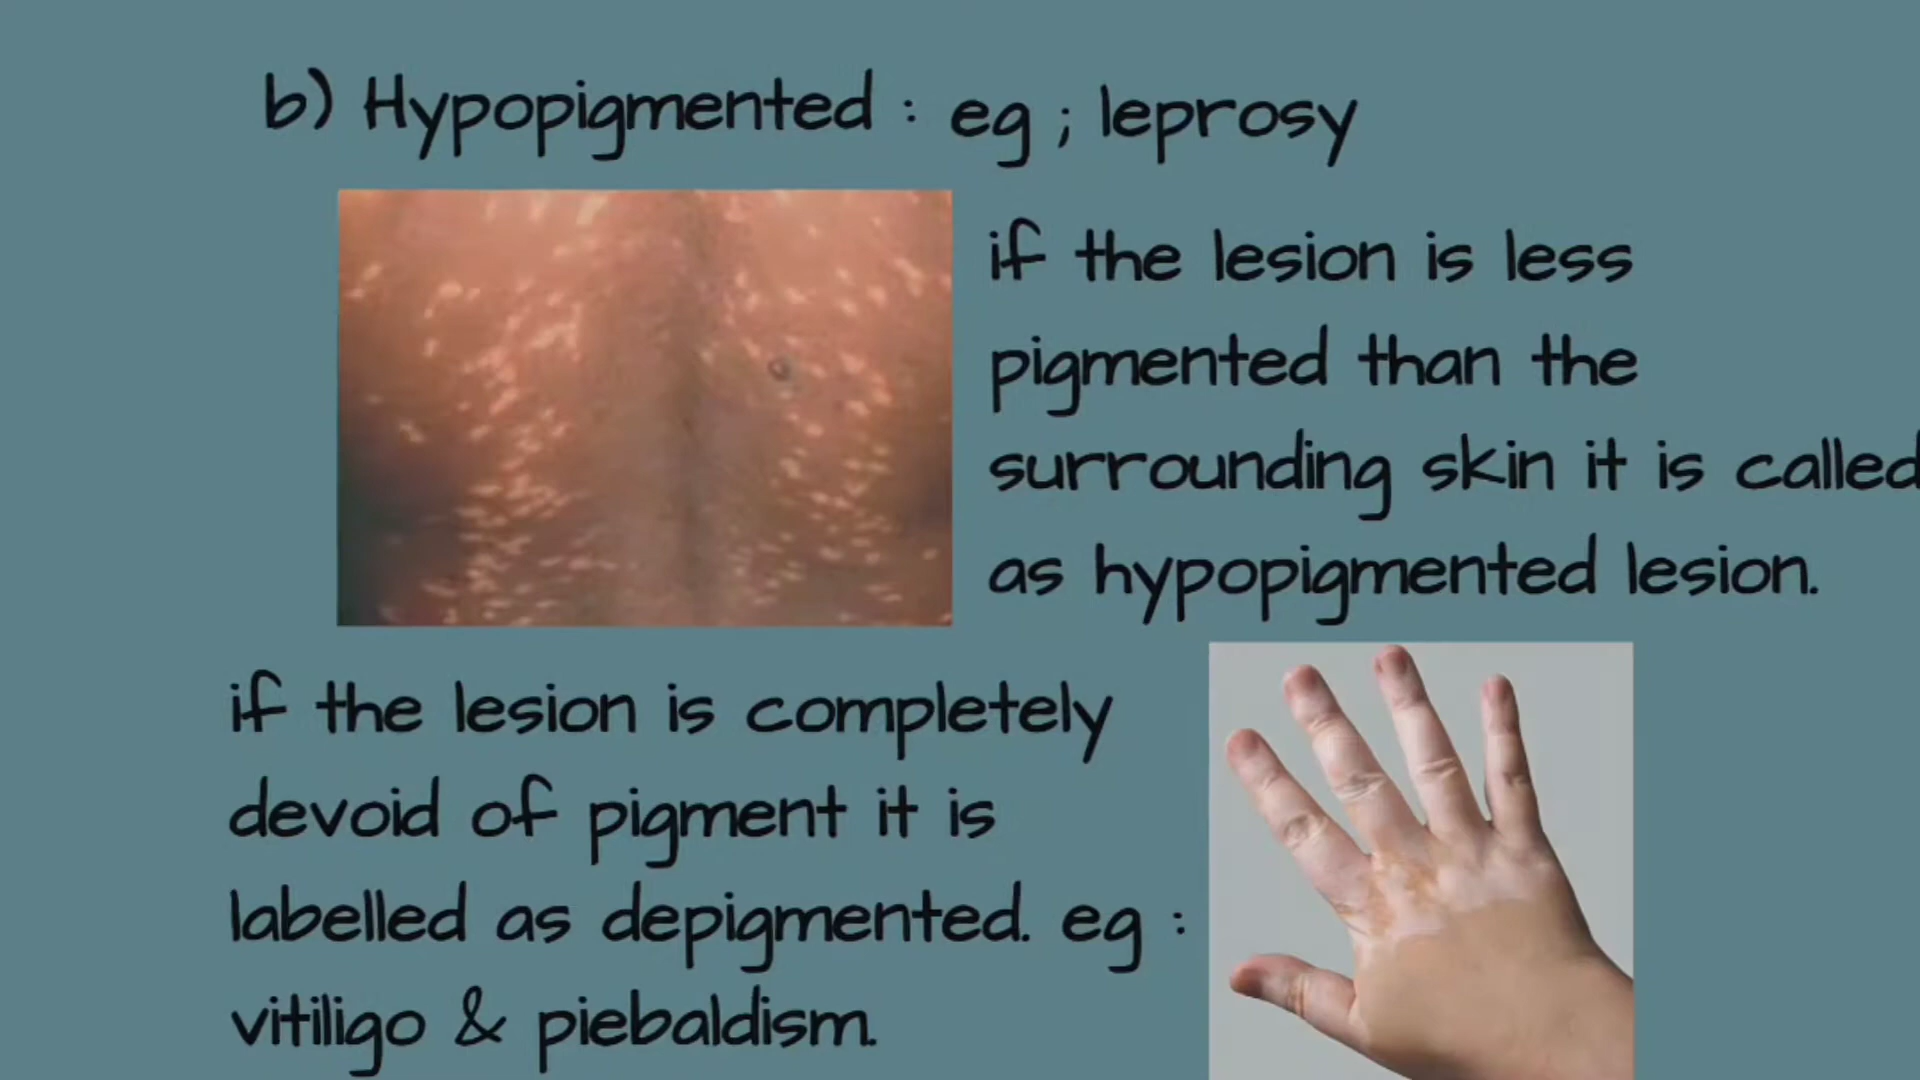 b) Hypopigmented : eg ; leprosy
if the lesion is less
pigmented than the
surrounding skin it is called
as hypopigmented lesion.
if the lesion is completely
devoid of pigment it is
labelled as depigmented. eg :
vitiligo & piebaldism.